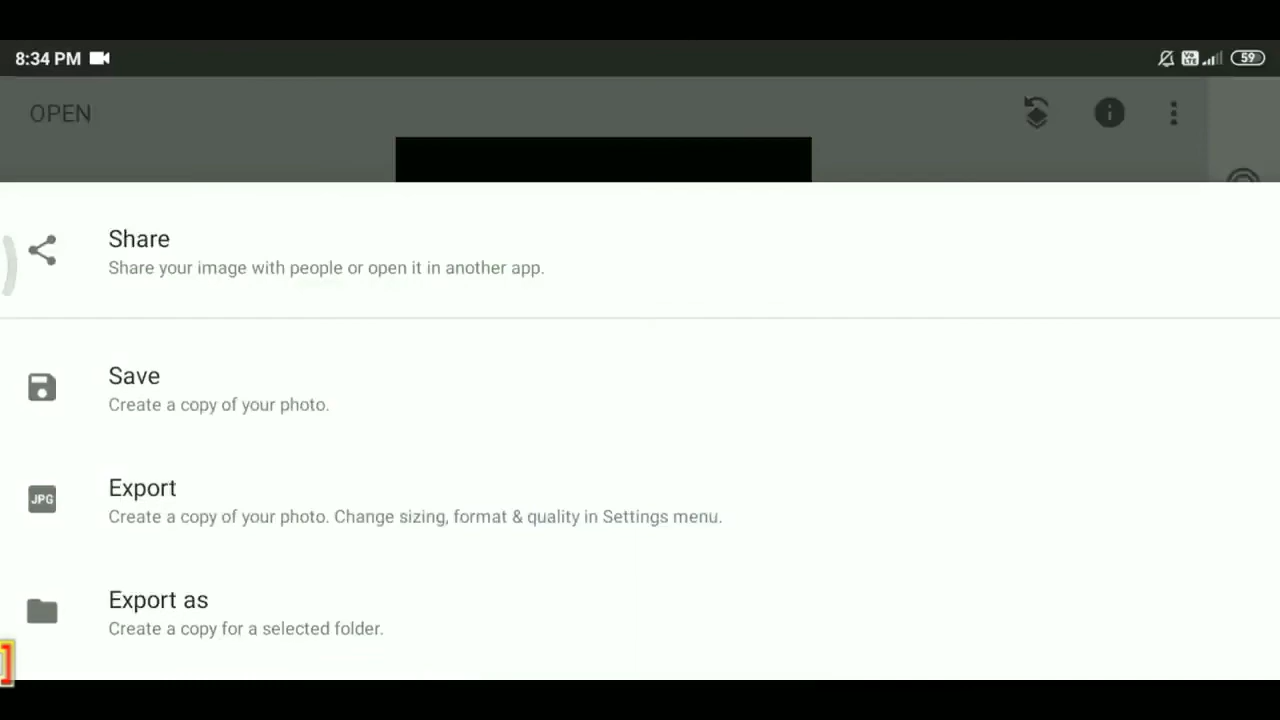 8:34 PM
59
OPEN
Share
Share your image with people or open it in another app.
Save
Create a copy of your photo.
JPG
Export
Create a copy of your photo. Change sizing, format & quality in Settings menu.
Export as
Create a copy for a selected folder.
]